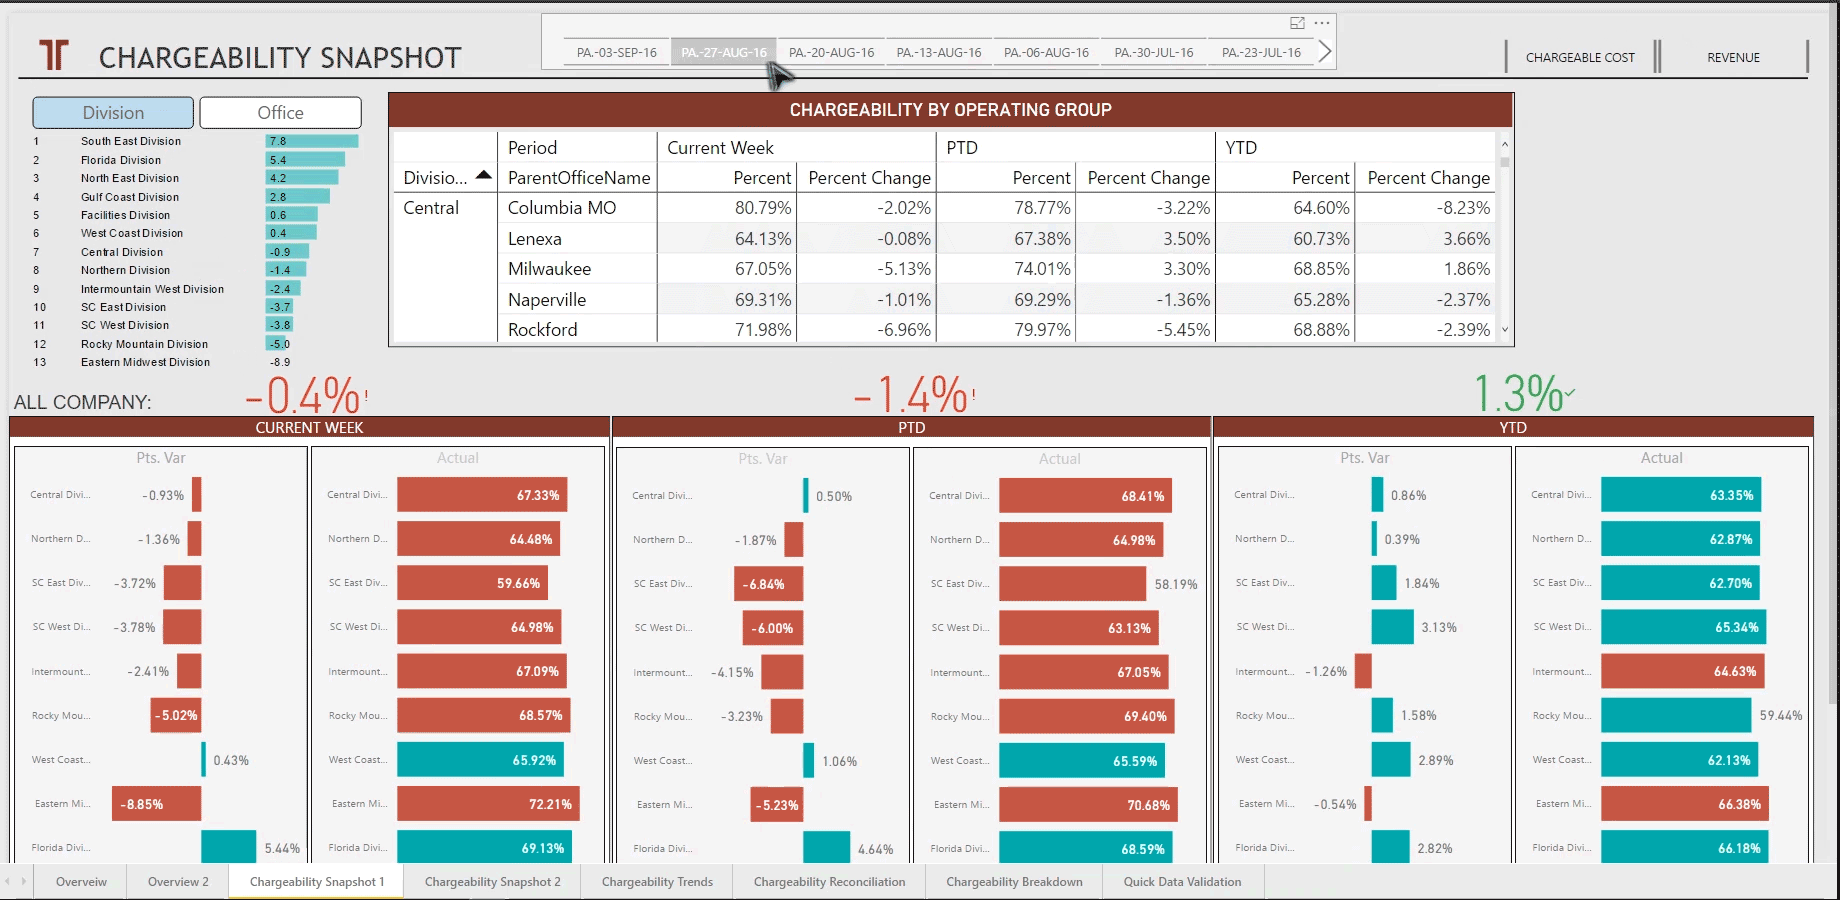 CHARGEABILITY SNAPSHOT
PA.-03-SEP-16 PA.-27-AUG-16 PA.-20-AUG-16 PA.-13-AUG-16 PA.-06-AUG-16 PA.-30-JUL-16 PA.-23-JUL-16
CHARGEABLE COST REVENUE
Division Office
1 South East Division 7.8
2 Florida Division 5.4
3 North East Division 4.2
4 Gulf Coast Division 2.8
5 Facilities Division 0.6
6 West Coast Division 0.4
7 Central Division -0.9
8 Northern Division -1.4
9 Intermountain West Division -2.4
10 SC East Division -3.7
11 SC West Division -3.8
12 Rocky Mountain Division -5.0
13 Eastern Midwest Division -8.9
CHARGEABILITY BY OPERATING GROUP
Period Current Week PTD YTD
Divisio... ParentOfficeName Percent Percent Change Percent Percent Change Percent Percent Change
Central Columbia MO 80.79% -2.02% 78.77% -3.22% 64.60% -8.23%
Lenexa 64.13% -0.08% 67.38% 3.50% 60.73% 3.66%
Milwaukee 67.05% -5.13% 74.01% 3.30% 68.85% 1.86%
Naperville 69.31% -1.01% 69.29% -1.36% 65.28% -2.37%
Rockford 71.98% -6.96% 79.97% -5.45% 68.88% -2.39%
ALL COMPANY: -0.4%! -1.4%! 1.3%✓
CURRENT WEEK
Pts. Var
Central Divi... -0.93%
Northern D... -1.36%
SC East Div... -3.72%
SC West Di... -3.78%
Intermount... -2.41%
Rocky Mou... -5.02%
West Coast... 0.43%
Eastern Mi... -8.85%
Florida Divi... 5.44%
Actual
Central Divi... 67.33%
Northern D... 64.48%
SC East Div... 59.66%
SC West Di... 64.98%
Intermount... 67.09%
Rocky Mou... 68.57%
West Coast... 65.92%
Eastern Mi... 72.21%
Florida Divi... 69.13%
PTD
Pts. Var
Central Divi... 0.50%
Northern D... -1.87%
SC East Div... -6.84%
SC West Di... -6.00%
Intermount... -4.15%
Rocky Mou... -3.23%
West Coast... 1.06%
Eastern Mi... -5.23%
Florida Divi... 4.64%
Actual
Central Divi... 68.41%
Northern D... 64.98%
SC East Div... 58.19%
SC West Di... 63.13%
Intermount... 67.05%
Rocky Mou... 69.40%
West Coast... 65.59%
Eastern Mi... 70.68%
Florida Divi... 68.59%
YTD
Pts. Var
Central Divi... 0.86%
Northern D... 0.39%
SC East Div... 1.84%
SC West Di... 3.13%
Intermount... -1.26%
Rocky Mou... 1.58%
West Coast... 2.89%
Eastern Mi... -0.54%
Florida Divi... 2.82%
Actual
Central Divi... 63.35%
Northern D... 62.87%
SC East Div... 62.70%
SC West Di... 65.34%
Intermount... 64.63%
Rocky Mou... 59.44%
West Coast... 62.13%
Eastern Mi... 66.38%
Florida Divi... 66.18%
Overveiw Overview 2 Chargeability Snapshot 1 Chargeability Snapshot 2 Chargeability Trends Chargeability Reconciliation Chargeability Breakdown Quick Data Validation